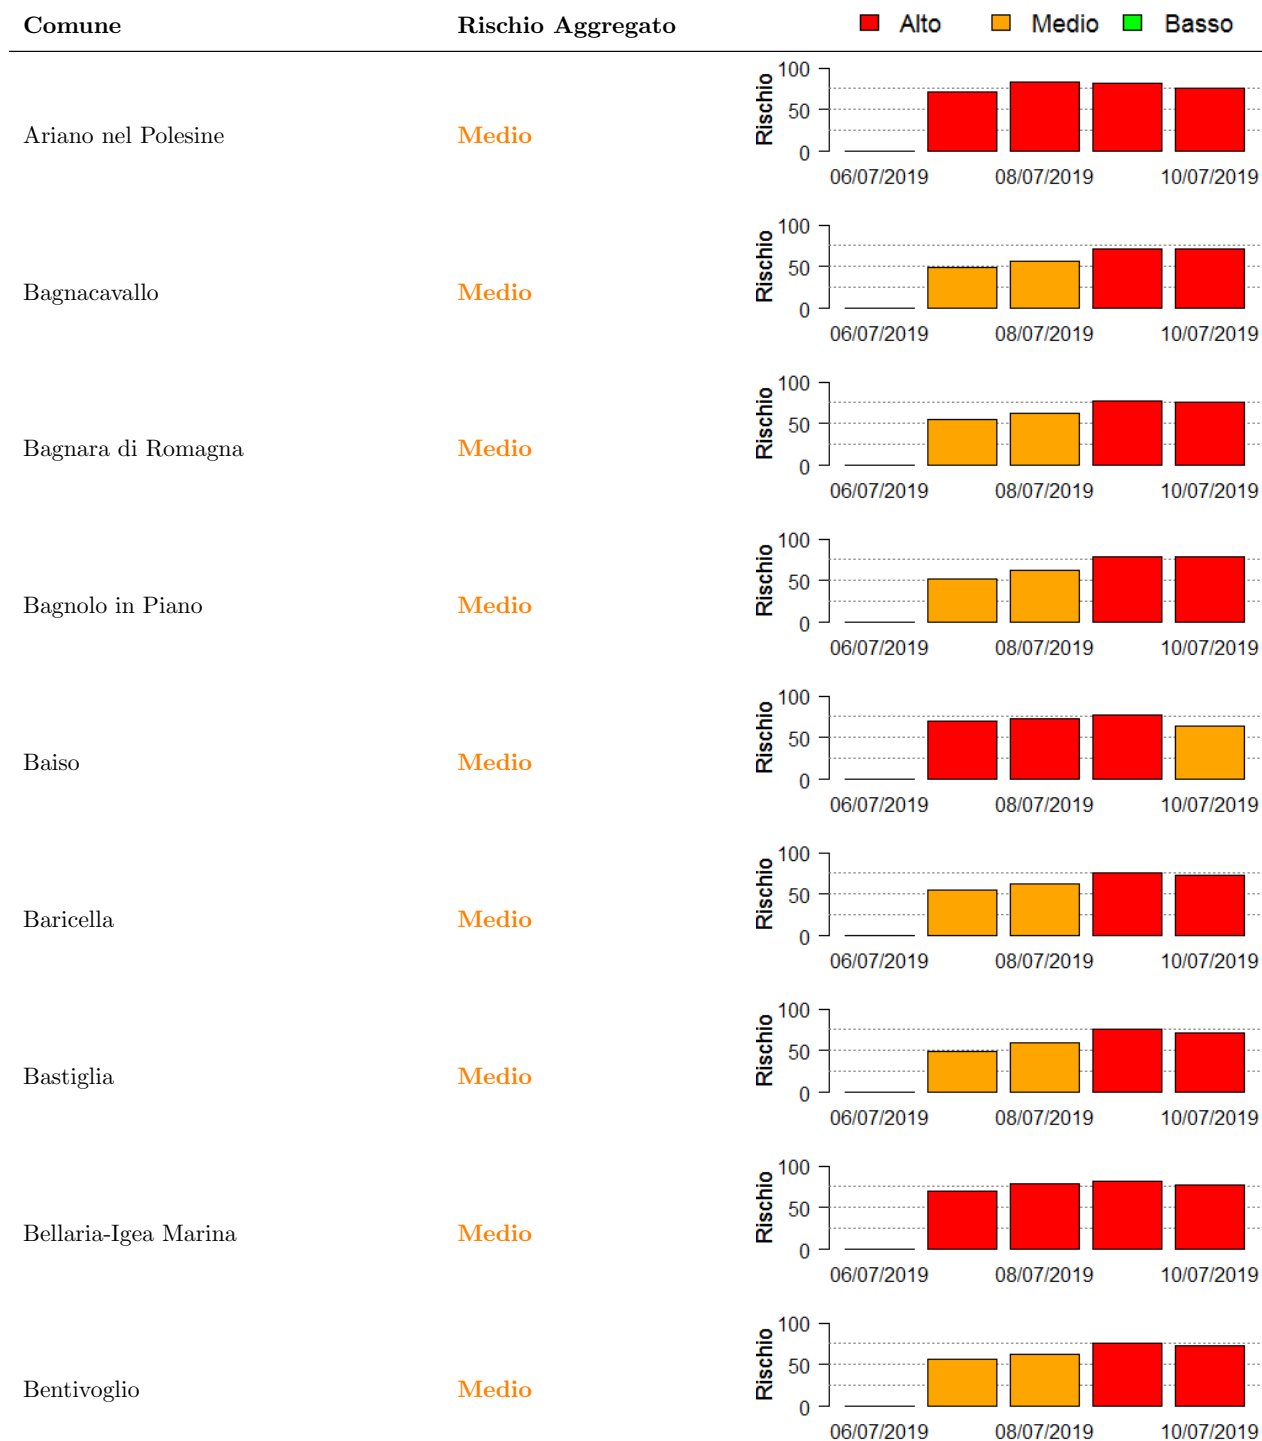 Comune Rischio Aggregato Alto Medio Basso
Ariano nel Polesine Medio Rischio 100 50 0
06/07/2019 08/07/2019 10/07/2019
Bagnacavallo Medio Rischio 100 50 0
06/07/2019 08/07/2019 10/07/2019
Bagnara di Romagna Medio Rischio 100 50 0
06/07/2019 08/07/2019 10/07/2019
Bagnolo in Piano Medio Rischio 100 50 0
06/07/2019 08/07/2019 10/07/2019
Baiso Medio Rischio 100 50 0
06/07/2019 08/07/2019 10/07/2019
Baricella Medio Rischio 100 50 0
06/07/2019 08/07/2019 10/07/2019
Bastiglia Medio Rischio 100 50 0
06/07/2019 08/07/2019 10/07/2019
Bellaria-Igea Marina Medio Rischio 100 50 0
06/07/2019 08/07/2019 10/07/2019
Bentivoglio Medio Rischio 100 50 0
06/07/2019 08/07/2019 10/07/2019